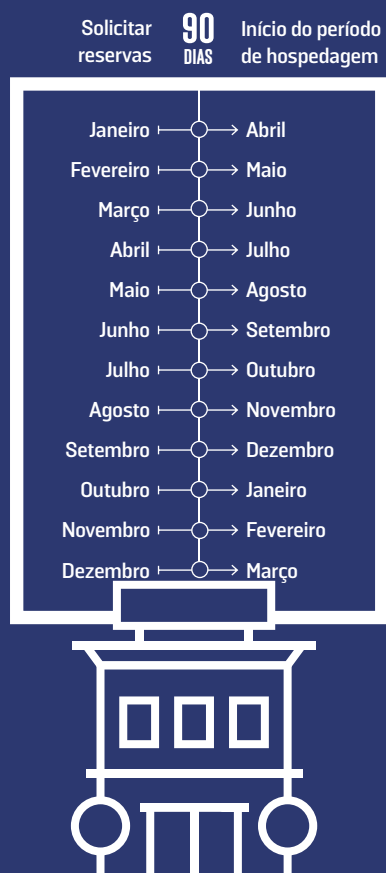 Solicitar reservas
90 DIAS
Início do período de hospedagem
Janeiro Abril
Fevereiro Maio
Março Junho
Abril Julho
Maio Agosto
Junho Setembro
Julho Outubro
Agosto Novembro
Setembro Dezembro
Outubro Janeiro
Novembro Fevereiro
Dezembro Março